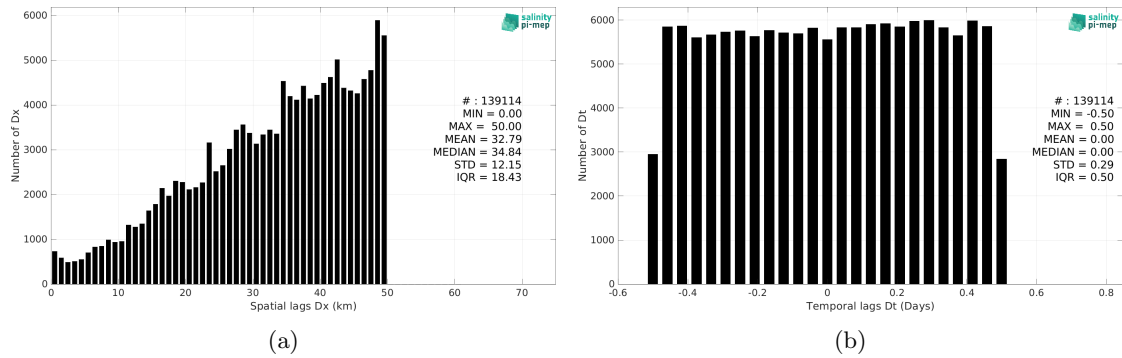 6000
5000
4000
3000
2000
1000
0
Number of Dx
0 10 20 30 40 50 60 70
Spatial lags Dx (km)
salinity
pi-mep
# : 139114
MIN = 0.00
MAX = 50.00
MEAN = 32.79
MEDIAN = 34.84
STD = 12.15
IQR = 18.43
(a)
6000
5000
4000
3000
2000
1000
0
Number of Dt
-0.6 -0.4 -0.2 0 0.2 0.4 0.6 0.8
Temporal lags Dt (Days)
salinity
pi-mep
# : 139114
MIN = -0.50
MAX = 0.50
MEAN = 0.00
MEDIAN = 0.00
STD = 0.29
IQR = 0.50
(b)